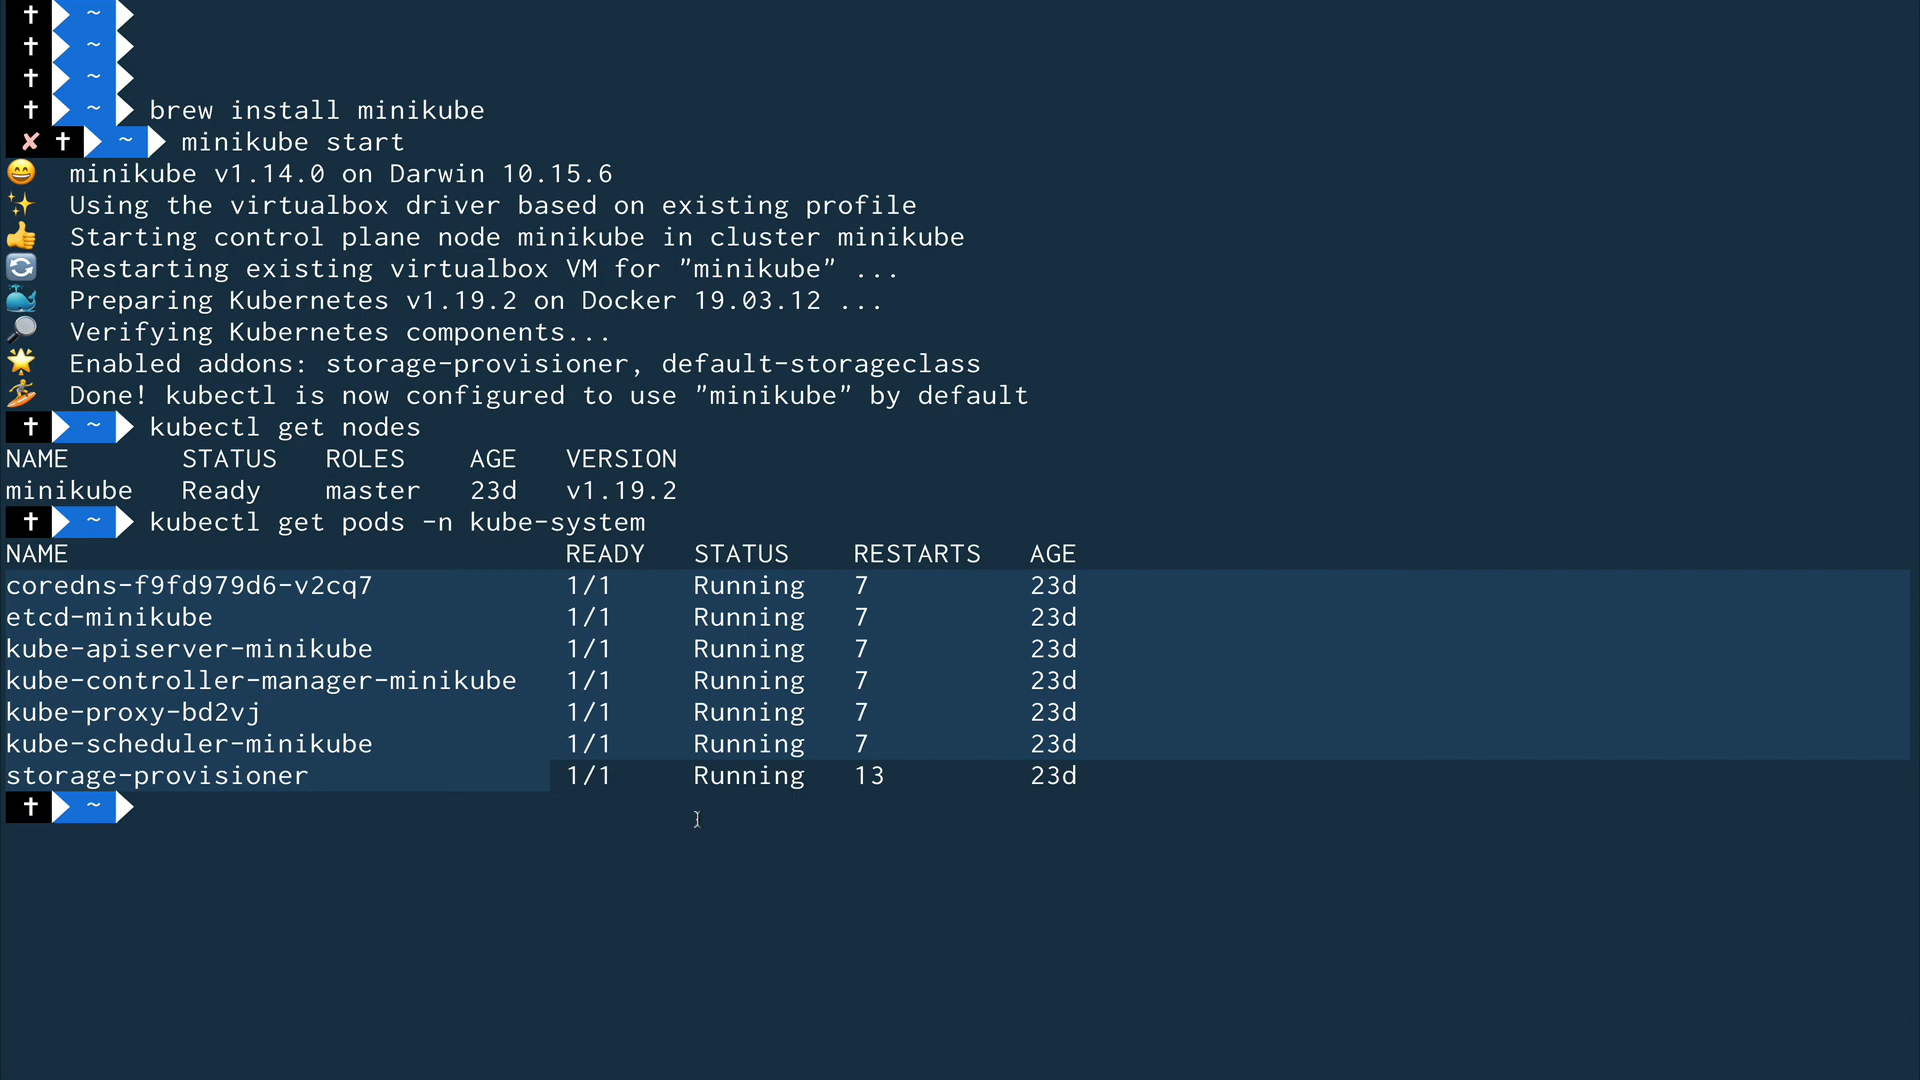 † ~
† ~
† ~
† ~ brew install minikube
✘ † ~ minikube start
😄 minikube v1.14.0 on Darwin 10.15.6
✨ Using the virtualbox driver based on existing profile
👍 Starting control plane node minikube in cluster minikube
🔄 Restarting existing virtualbox VM for "minikube" ...
🐳 Preparing Kubernetes v1.19.2 on Docker 19.03.12 ...
🔎 Verifying Kubernetes components...
🌟 Enabled addons: storage-provisioner, default-storageclass
🏄 Done! kubectl is now configured to use "minikube" by default
† ~ kubectl get nodes
NAME STATUS ROLES AGE VERSION
minikube Ready master 23d v1.19.2
† ~ kubectl get pods -n kube-system
NAME READY STATUS RESTARTS AGE
coredns-f9fd979d6-v2cq7 1/1 Running 7 23d
etcd-minikube 1/1 Running 7 23d
kube-apiserver-minikube 1/1 Running 7 23d
kube-controller-manager-minikube 1/1 Running 7 23d
kube-proxy-bd2vj 1/1 Running 7 23d
kube-scheduler-minikube 1/1 Running 7 23d
storage-provisioner 1/1 Running 13 23d
† ~